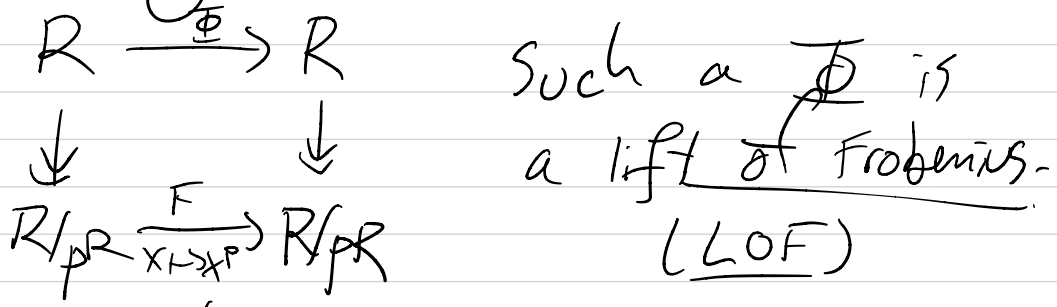 R Φ R Such a Φ is
a lift of Frobenius.
R/pR F x↦x^p R/pR (LOF)